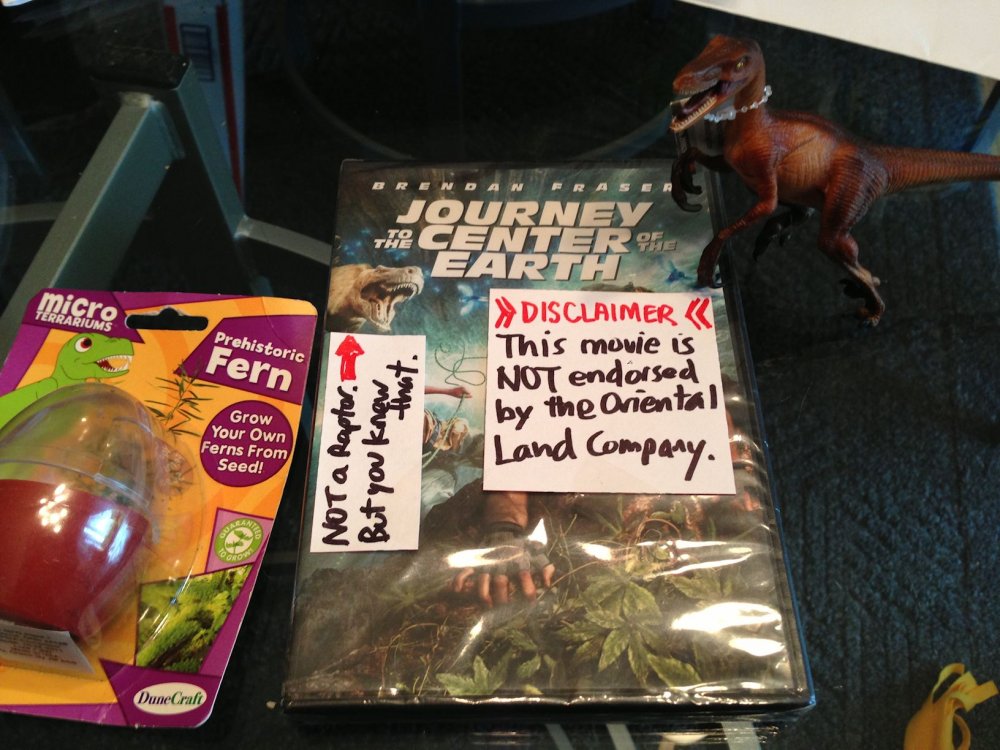 micro
TERRARIUMS
Prehistoric
Fern
Grow
Your Own
Ferns From
Seed!
GUARANTEED
TO GROW!
DuneCraft
BRENDAN FRASER
JOURNEY
TO THE CENTER OF THE
EARTH
NOT a Raptor.
But you knew
that.
»DISCLAIMER«
This movie is
NOT endorsed
by the Oriental
Land Company.